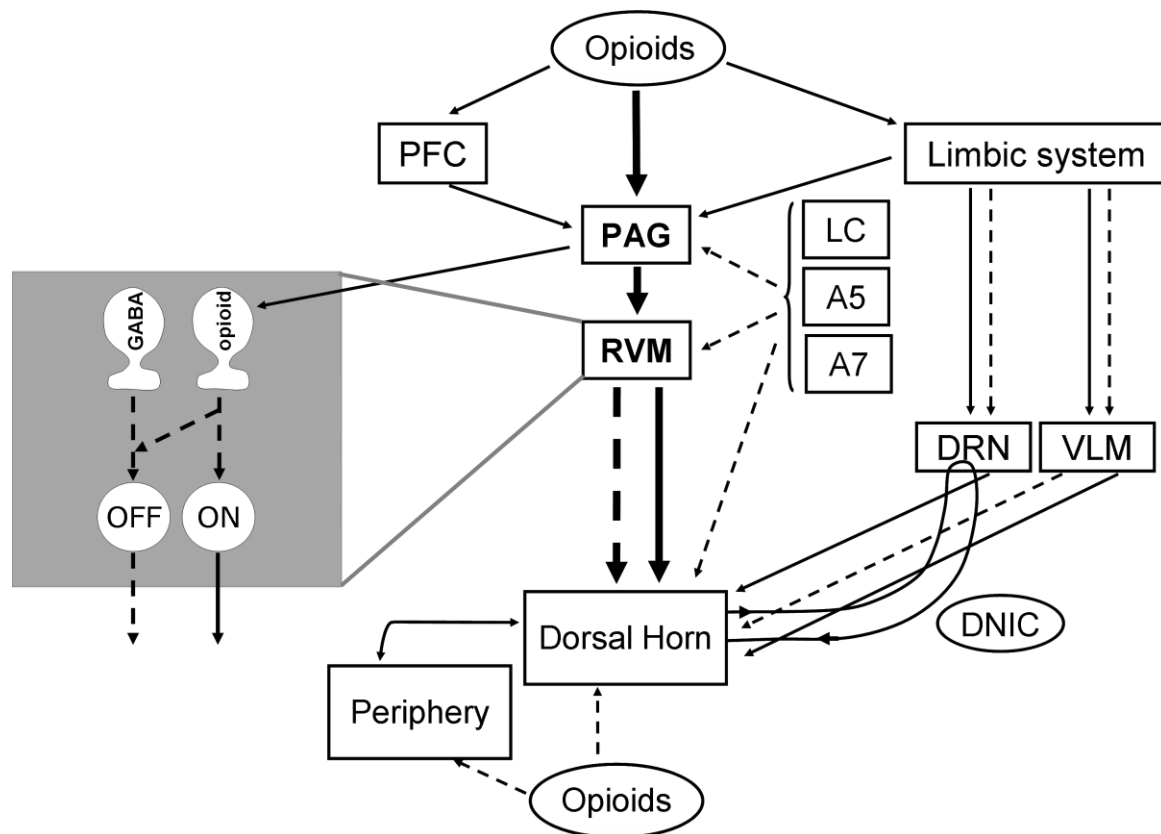 Opioids
PFC
Limbic system
PAG
LC
A5
A7
GABA
opioid
RVM
OFF
ON
DRN
VLM
Dorsal Horn
DNIC
Periphery
Opioids